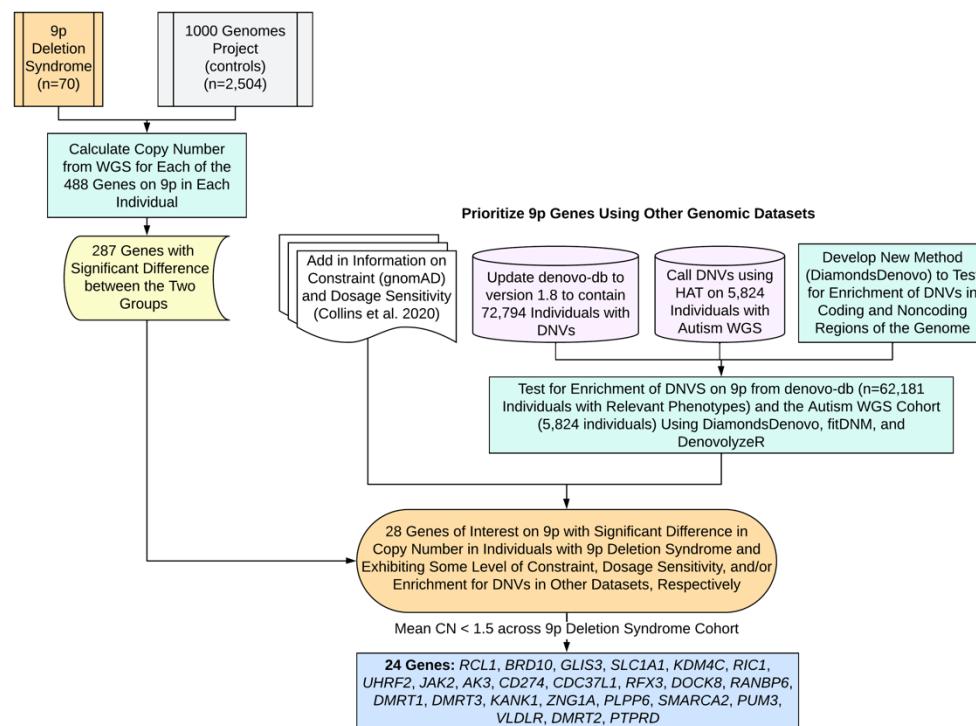 9p
Deletion
Syndrome
(n=70)
1000 Genomes
Project
(controls)
(n=2,504)
Calculate Copy Number
from WGS for Each of the
488 Genes on 9p in Each
Individual
287 Genes with
Significant Difference
between the Two
Groups
Prioritize 9p Genes Using Other Genomic Datasets
Add in Information on
Constraint (gnomAD)
and Dosage Sensitivity
(Collins et al. 2020)
Update denovo-db to
version 1.8 to contain
72,794 Individuals with
DNVs
Call DNVs using
HAT on 5,824
Individuals with
Autism WGS
Develop New Method
(DiamondsDenovo) to Test
for Enrichment of DNVs in
Coding and Noncoding
Regions of the Genome
Test for Enrichment of DNVS on 9p from denovo-db (n=62,181
Individuals with Relevant Phenotypes) and the Autism WGS Cohort
(5,824 individuals) Using DiamondsDenovo, fitDNM, and
DenovolyzeR
28 Genes of Interest on 9p with Significant Difference in
Copy Number in Individuals with 9p Deletion Syndrome and
Exhibiting Some Level of Constraint, Dosage Sensitivity, and/or
Enrichment for DNVs in Other Datasets, Respectively
Mean CN < 1.5 across 9p Deletion Syndrome Cohort
24 Genes: RCL1, BRD10, GLIS3, SLC1A1, KDM4C, RIC1,
UHRF2, JAK2, AK3, CD274, CDC37L1, RFX3, DOCK8, RANBP6,
DMRT1, DMRT3, KANK1, ZNG1A, PLPP6, SMARCA2, PUM3,
VLDLR, DMRT2, PTPRD